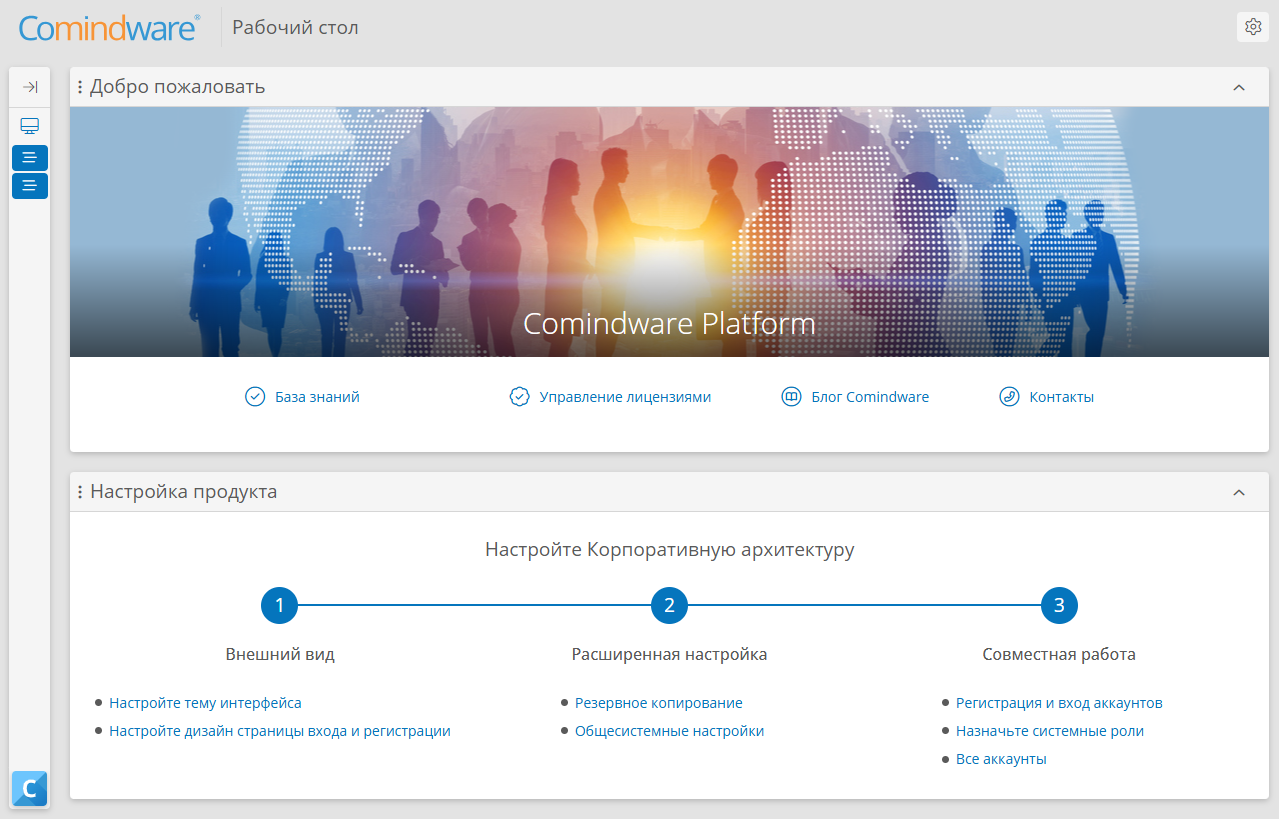 Comindware®
Рабочий стол
Добро пожаловать
Comindware Platform
База знаний
Управление лицензиями
Блог Comindware
Контакты
Настройка продукта
Настройте Корпоративную архитектуру
1
2
3
Внешний вид
Расширенная настройка
Совместная работа
Настройте тему интерфейса
Настройте дизайн страницы входа и регистрации
Резервное копирование
Общесистемные настройки
Регистрация и вход аккаунтов
Назначьте системные роли
Все аккаунты
C